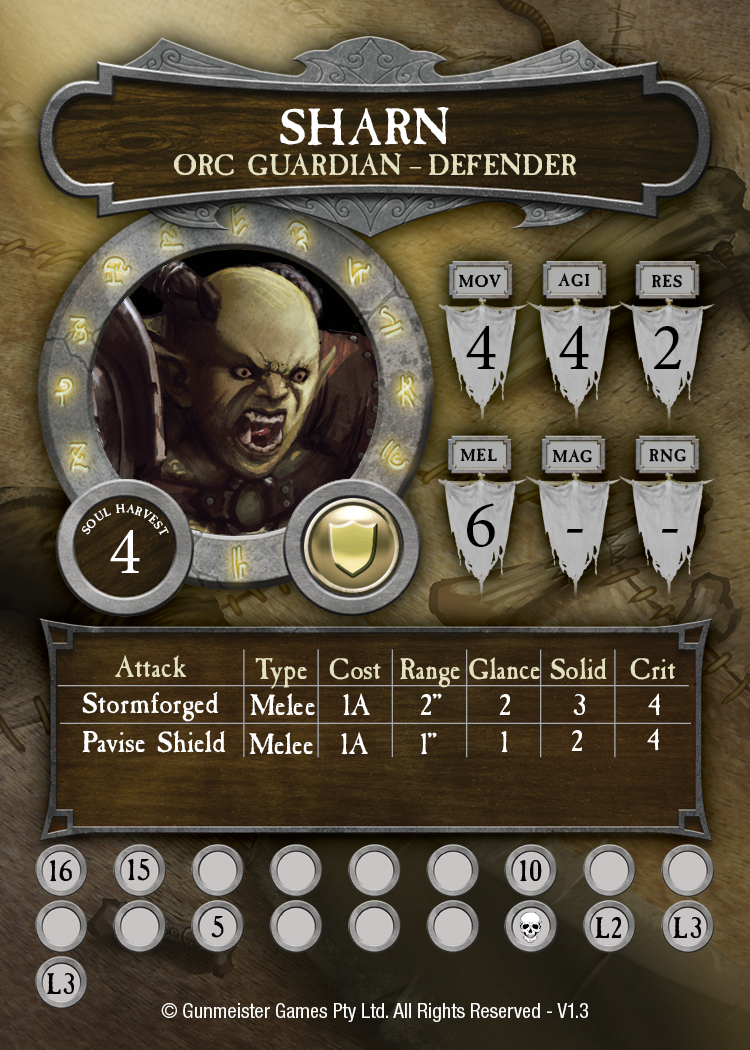 SHARN
ORC GUARDIAN – DEFENDER
MOV AGI RES
4 4 2
MEL MAG RNG
6 - -
SOUL HARVEST
4
Attack Type Cost Range Glance Solid Crit
Stormforged Melee 1A 2" 2 3 4
Pavise Shield Melee 1A 1" 1 2 4
16 15 10
5 L2 L3
L3
© Gunmeister Games Pty Ltd. All Rights Reserved - V1.3